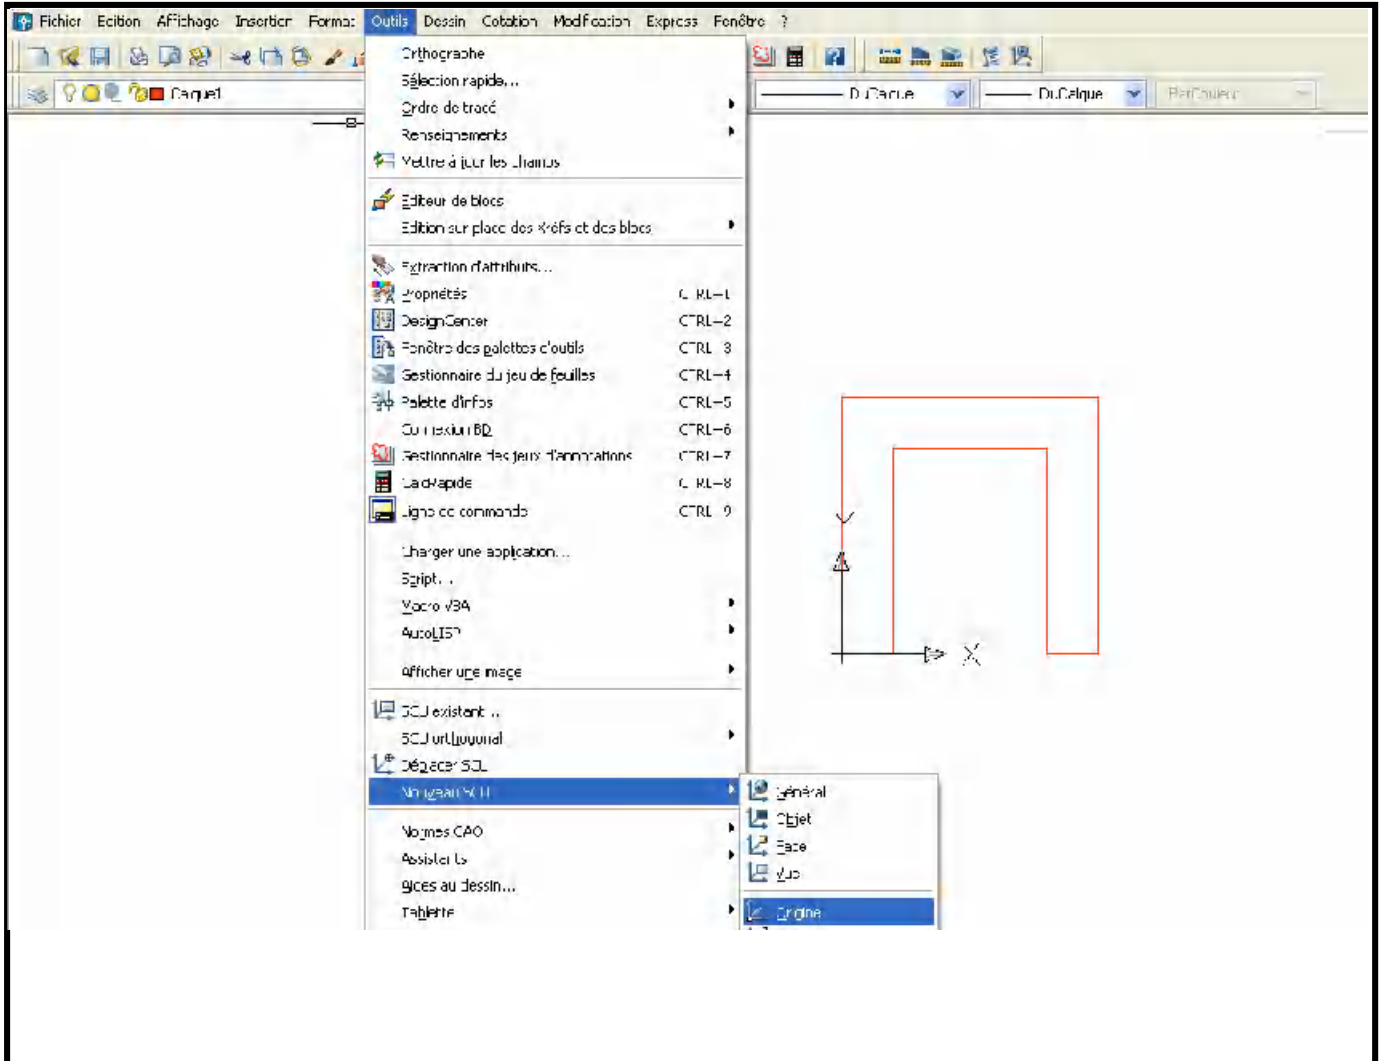 Fichier Edition Affichage Insertion Format Outils Dessin Cotation Modification Express Fenêtre ?
Calque1 DuCalque DuCalque ParCouleur
Orthographe
Sélection rapide...
Ordre de tracé
Renseignements
Mettre à jour les champs
Editeur de blocs
Edition sur place des Xréfs et des blocs
Extraction d'attributs...
Propriétés CTRL+1
DesignCenter CTRL+2
Fenêtre des palettes d'outils CTRL+3
Gestionnaire du jeu de feuilles CTRL+4
Palette d'infos CTRL+5
Connexion BD CTRL+6
Gestionnaire des jeux d'annotations CTRL+7
CalcRapide CTRL+8
Ligne de commande CTRL+9
Charger une application...
Script...
Macro VBA
AutoLISP
Afficher une image
SCU existant...
SCU orthogonal
Déplacer SCU
Nouveau SCU
Général
Objet
Face
Vue
Origine
Normes CAO
Assistants
Aides au dessin...
Tablette
Y
X